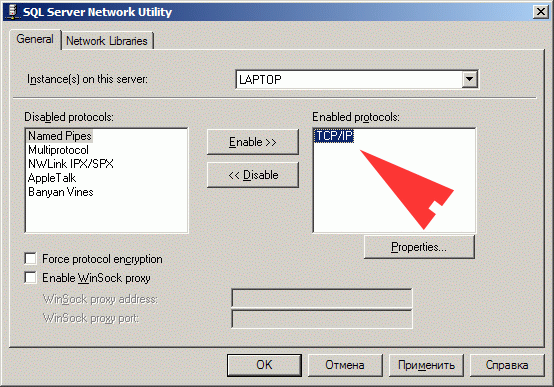 SQL Server Network Utility
General
Network Libraries
Instance(s) on this server:
LAPTOP
Disabled protocols:
Enabled protocols:
Named Pipes
Multiprotocol
NWLink IPX/SPX
AppleTalk
Banyan Vines
Enable >>
<< Disable
TCP/IP
Properties...
Force protocol encryption
Enable WinSock proxy
WinSock proxy address:
WinSock proxy port:
OK
Отмена
Применить
Справка